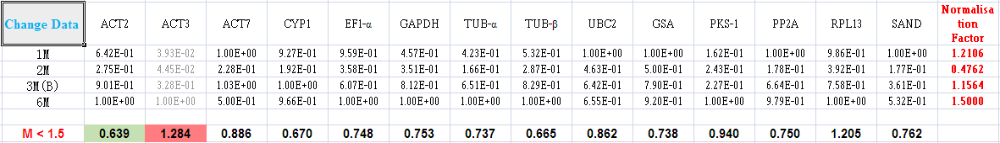 Change Data ACT2 ACT3 ACT7 CYP1 EF1-α GAPDH TUB-α TUB-β UBC2 GSA PKS-1 PP2A RPL13 SAND Normalisa
tion
Factor
1M 6.42E-01 3.93E-02 1.00E+00 9.27E-01 9.59E-01 4.57E-01 4.23E-01 5.32E-01 1.00E+00 1.00E+00 1.62E-01 1.00E+00 9.86E-01 1.00E+00 1.2106
2M 2.75E-01 4.45E-02 2.28E-01 1.92E-01 3.58E-01 3.51E-01 1.66E-01 2.87E-01 4.63E-01 5.00E-01 2.43E-01 1.78E-01 3.92E-01 1.77E-01 0.4762
3M(B) 9.01E-01 3.28E-01 1.03E+00 1.00E+00 6.07E-01 8.12E-01 6.51E-01 8.29E-01 6.42E-01 7.90E-01 2.27E-01 6.64E-01 7.58E-01 3.61E-01 1.1564
6M 1.00E+00 1.00E+00 5.00E-01 9.66E-01 1.00E+00 1.00E+00 1.00E+00 1.00E+00 6.55E-01 9.20E-01 1.00E+00 9.79E-01 1.00E+00 5.32E-01 1.5000
M < 1.5 0.639 1.284 0.886 0.670 0.748 0.753 0.737 0.665 0.862 0.738 0.940 0.750 1.205 0.762